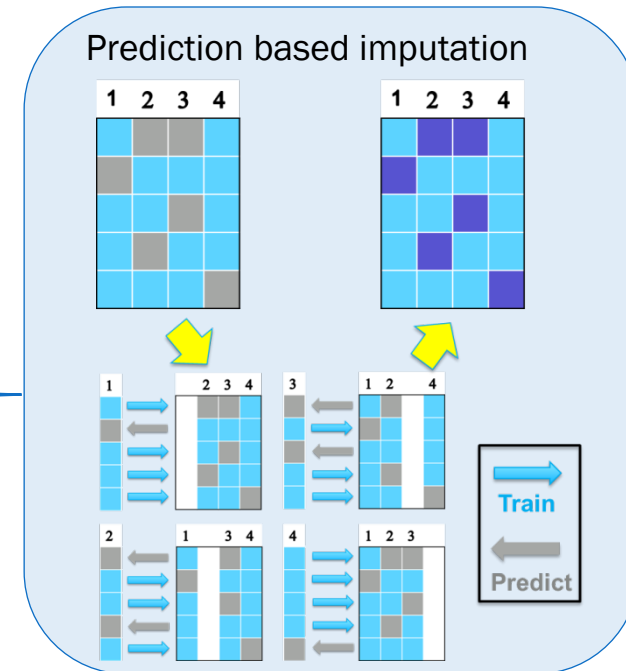 Prediction based imputation
1 2 3 4
1 2 3 4
1
2 3 4
3
1 2 4
2
1 3 4
4
1 2 3
Train
Predict